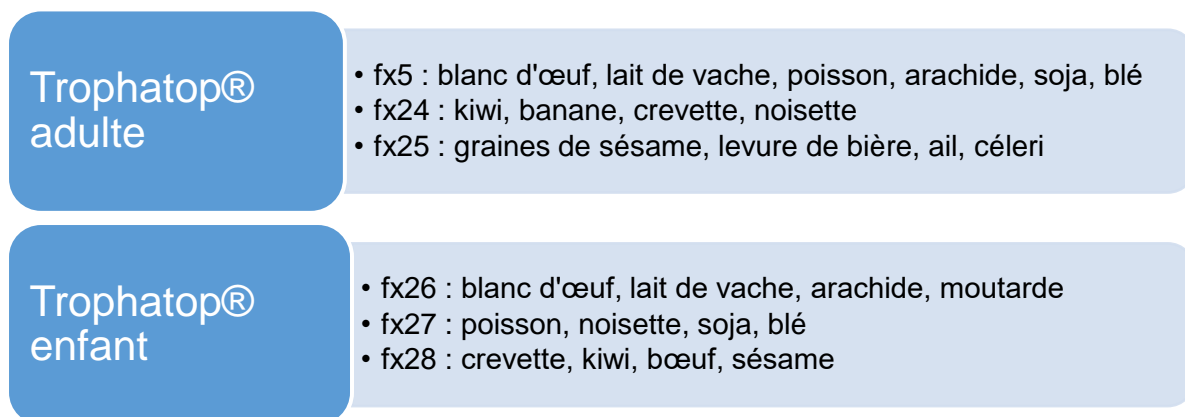 Trophatop®
adulte
• fx5 : blanc d'œuf, lait de vache, poisson, arachide, soja, blé
• fx24 : kiwi, banane, crevette, noisette
• fx25 : graines de sésame, levure de bière, ail, céleri
Trophatop®
enfant
• fx26 : blanc d'œuf, lait de vache, arachide, moutarde
• fx27 : poisson, noisette, soja, blé
• fx28 : crevette, kiwi, bœuf, sésame